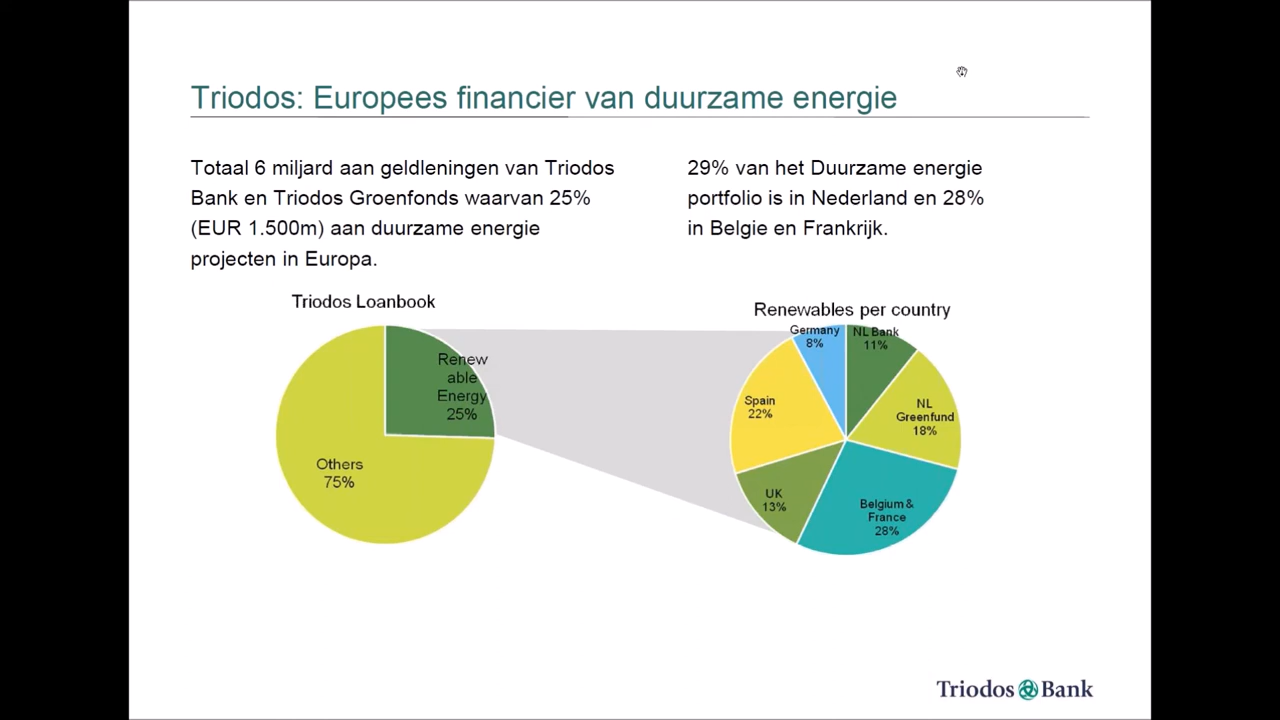 Triodos: Europees financier van duurzame energie
Totaal 6 miljard aan geldleningen van Triodos
Bank en Triodos Groenfonds waarvan 25%
(EUR 1.500m) aan duurzame energie
projecten in Europa.
29% van het Duurzame energie
portfolio is in Nederland en 28%
in Belgie en Frankrijk.
Triodos Loanbook
Renew
able
Energy
25%
Others
75%
Renewables per country
Germany
8%
NL Bank
11%
NL
Greenfund
18%
Spain
22%
UK
13%
Belgium &
France
28%
Triodos Bank